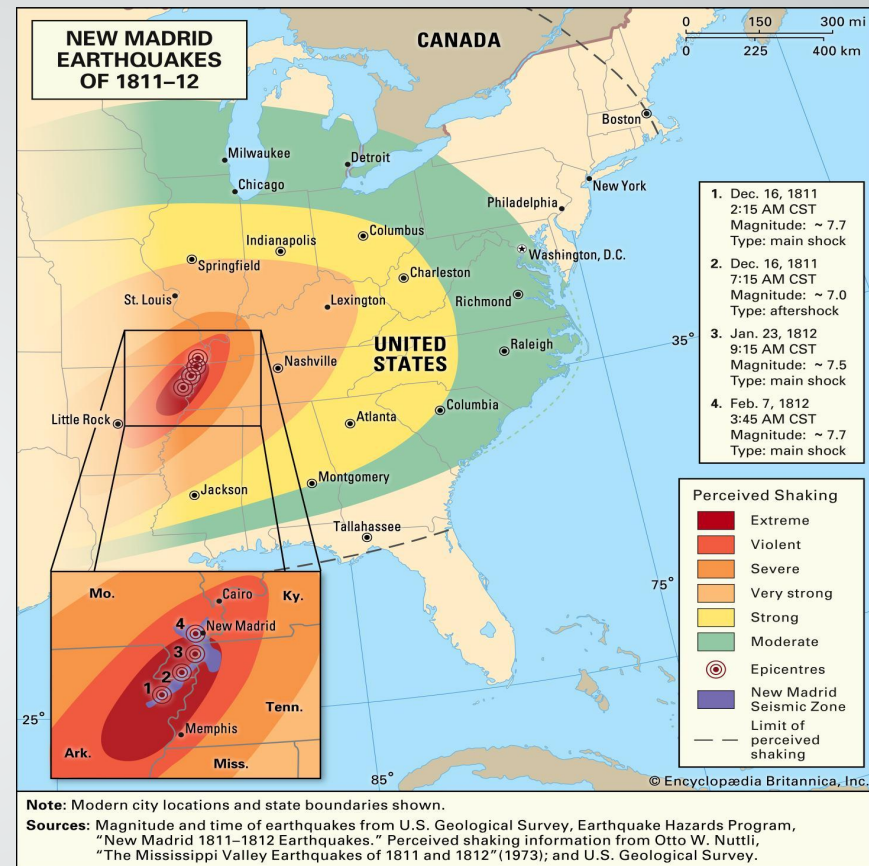 NEW MADRID
EARTHQUAKES
OF 1811–12
CANADA
0 150 300 mi
0 225 400 km
Boston
Milwaukee
Detroit
Chicago
New York
Philadelphia
Columbus
Indianapolis
Washington, D.C.
Springfield
Charleston
St. Louis
Lexington
Richmond
UNITED
STATES
35°
Nashville
Raleigh
Little Rock
Atlanta
Columbia
Jackson
Montgomery
Tallahassee
75°
1. Dec. 16, 1811
2:15 AM CST
Magnitude: ~ 7.7
Type: main shock
2. Dec. 16, 1811
7:15 AM CST
Magnitude: ~ 7.0
Type: aftershock
3. Jan. 23, 1812
9:15 AM CST
Magnitude: ~ 7.5
Type: main shock
4. Feb. 7, 1812
3:45 AM CST
Magnitude: ~ 7.7
Type: main shock
Perceived Shaking
Extreme
Violent
Severe
Very strong
Strong
Moderate
Epicentres
New Madrid
Seismic Zone
Limit of
perceived
shaking
Mo.
Cairo
Ky.
4
New Madrid
3
2
1
Tenn.
Memphis
Ark.
Miss.
25°
85°
© Encyclopædia Britannica, Inc.
Note: Modern city locations and state boundaries shown.
Sources: Magnitude and time of earthquakes from U.S. Geological Survey, Earthquake Hazards Program,
"New Madrid 1811–1812 Earthquakes." Perceived shaking information from Otto W. Nuttli,
"The Mississippi Valley Earthquakes of 1811 and 1812" (1973); and U.S. Geological Survey.